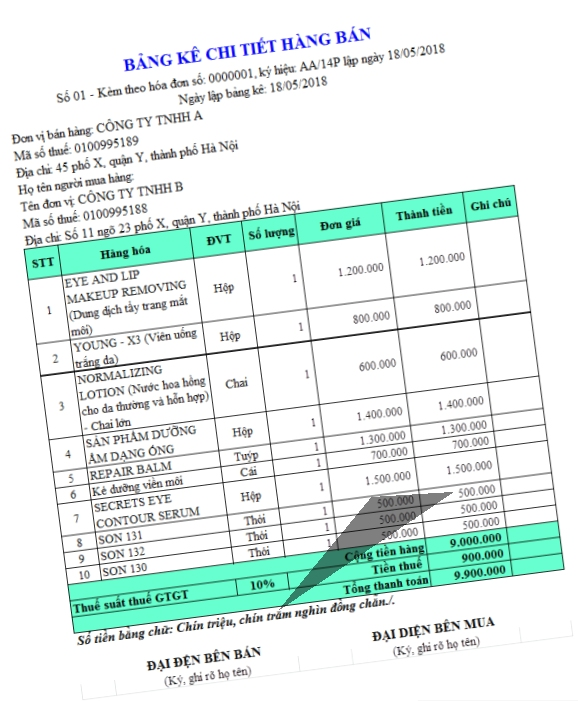 BẢNG KÊ CHI TIẾT HÀNG BÁN
Số 01 - Kèm theo hóa đơn số: 0000001, ký hiệu: AA/14P lập ngày 18/05/2018
Ngày lập bảng kê: 18/05/2018
Đơn vị bán hàng: CÔNG TY TNHH A
Mã số thuế: 0100995189
Địa chỉ: 45 phố X, quận Y, thành phố Hà Nội
Họ tên người mua hàng:
Tên đơn vị: CÔNG TY TNHH B
Mã số thuế: 0100995188
Địa chỉ: Số 11 ngõ 23 phố X, quận Y, thành phố Hà Nội
STT Hàng hóa ĐVT Số lượng Đơn giá Thành tiền Ghi chú
1 EYE AND LIP MAKEUP REMOVING (Dung dịch tẩy trang mắt môi) Hộp 1 1.200.000 1.200.000
2 YOUNG - X3 (Viên uống trắng da) Hộp 1 800.000 800.000
3 NORMALIZING LOTION (Nước hoa hồng cho da thường và hỗn hợp) - Chai lớn Chai 1 600.000 600.000
4 SẢN PHẨM DƯỠNG ẨM DẠNG ỐNG Hộp 1 1.400.000 1.400.000
5 REPAIR BALM Tuýp 1 1.300.000 1.300.000
6 Kẻ dưỡng viền môi Cái 1 700.000 700.000
7 SECRETS EYE CONTOUR SERUM Hộp 1 1.500.000 1.500.000
8 SON 131 Thỏi 1 500.000 500.000
9 SON 132 Thỏi 1 500.000 500.000
10 SON 130 Thỏi 1 500.000 500.000
Cộng tiền hàng 9.000.000
Thuế suất thuế GTGT 10% Tiền thuế 900.000
Tổng thanh toán 9.900.000
Số tiền bằng chữ: Chín triệu, chín trăm nghìn đồng chẵn./.
ĐẠI DIỆN BÊN MUA
(Ký, ghi rõ họ tên)
ĐẠI ĐỆN BÊN BÁN
(Ký, ghi rõ họ tên)